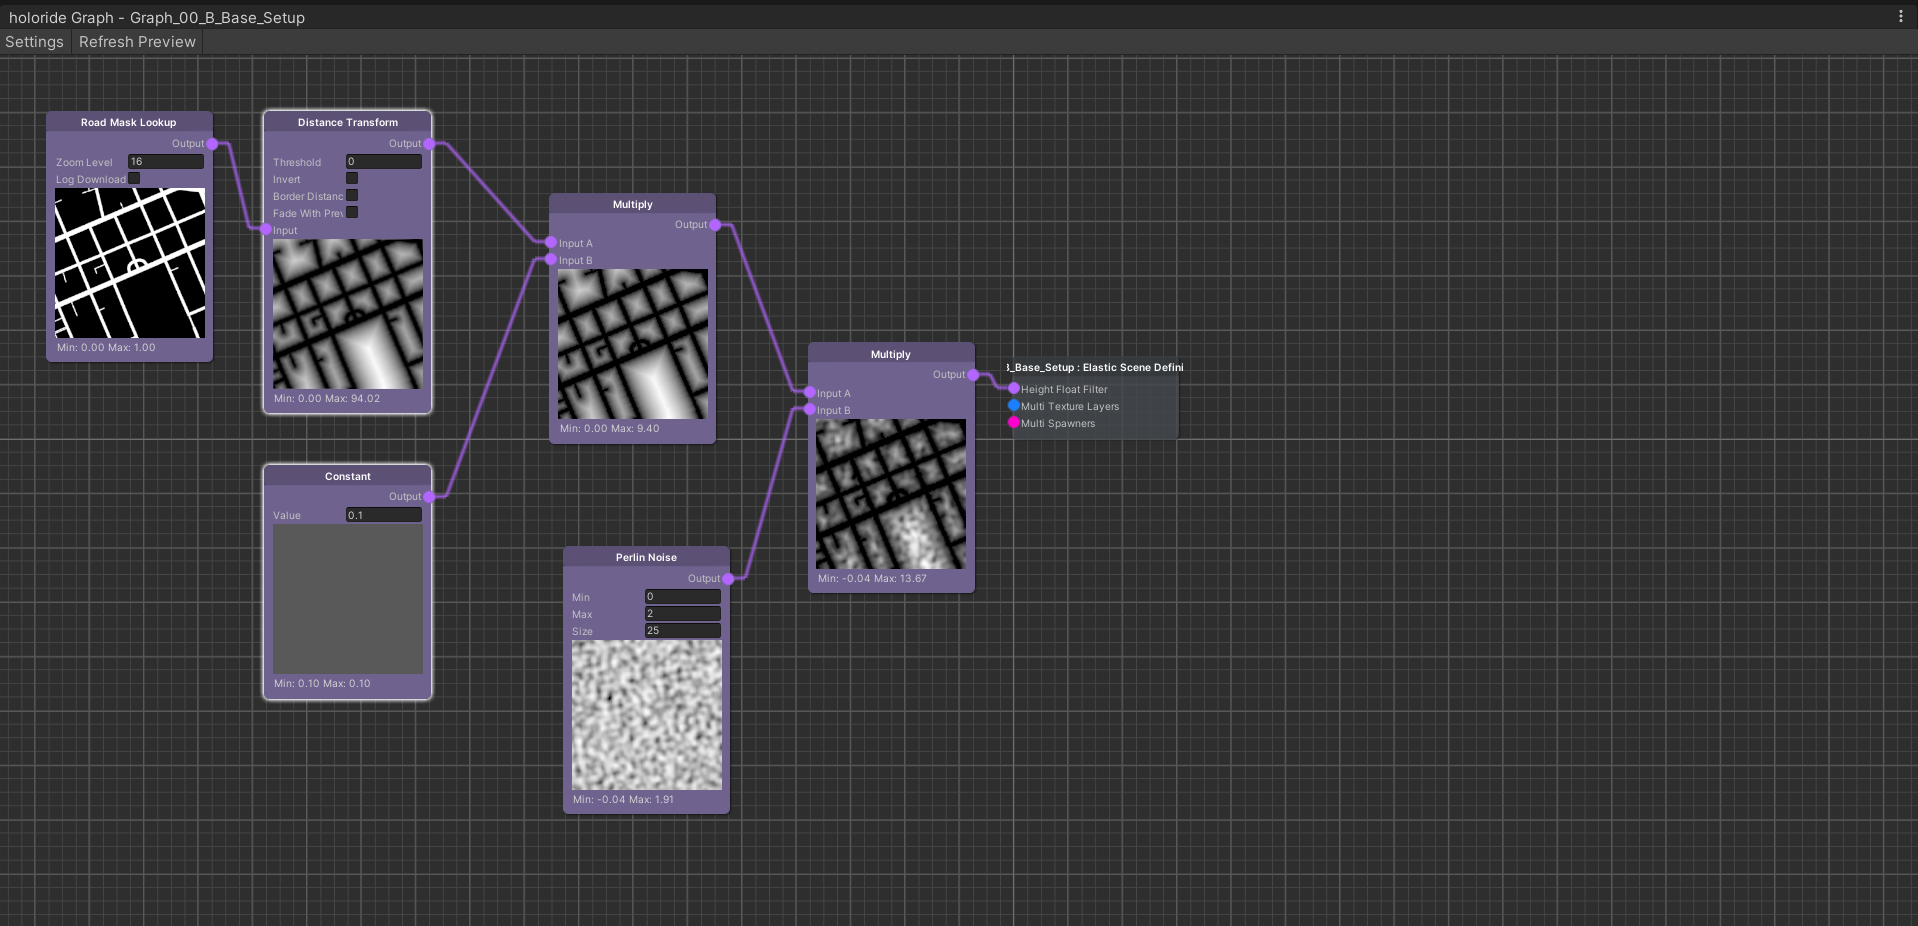 holoride Graph - Graph_00_B_Base_Setup
Settings
Refresh Preview
Road Mask Lookup
Output
Zoom Level 16
Log Download
Min: 0.00 Max: 1.00
Distance Transform
Output
Threshold 0
Invert
Border Distanc
Fade With Prev
Input
Min: 0.00 Max: 94.02
Constant
Output
Value 0.1
Min: 0.10 Max: 0.10
Multiply
Output
Input A
Input B
Min: 0.00 Max: 9.40
Perlin Noise
Output
Min 0
Max 2
Size 25
Min: -0.04 Max: 1.91
Multiply
Output
Input A
Input B
Min: -0.04 Max: 13.67
B_Base_Setup : Elastic Scene Defini
Height Float Filter
Multi Texture Layers
Multi Spawners